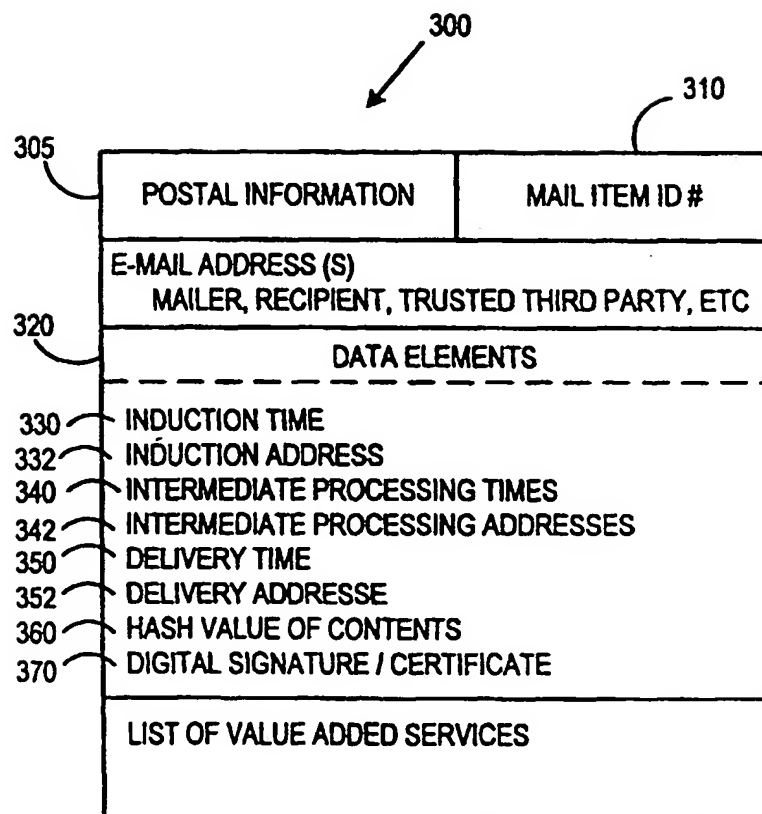 300
310
305
POSTAL INFORMATION MAIL ITEM ID #
E-MAIL ADDRESS (S)
MAILER, RECIPIENT, TRUSTED THIRD PARTY, ETC
320
DATA ELEMENTS
330 INDUCTION TIME
332 INDUCTION ADDRESS
340 INTERMEDIATE PROCESSING TIMES
342 INTERMEDIATE PROCESSING ADDRESSES
350 DELIVERY TIME
352 DELIVERY ADDRESSE
360 HASH VALUE OF CONTENTS
370 DIGITAL SIGNATURE / CERTIFICATE
LIST OF VALUE ADDED SERVICES